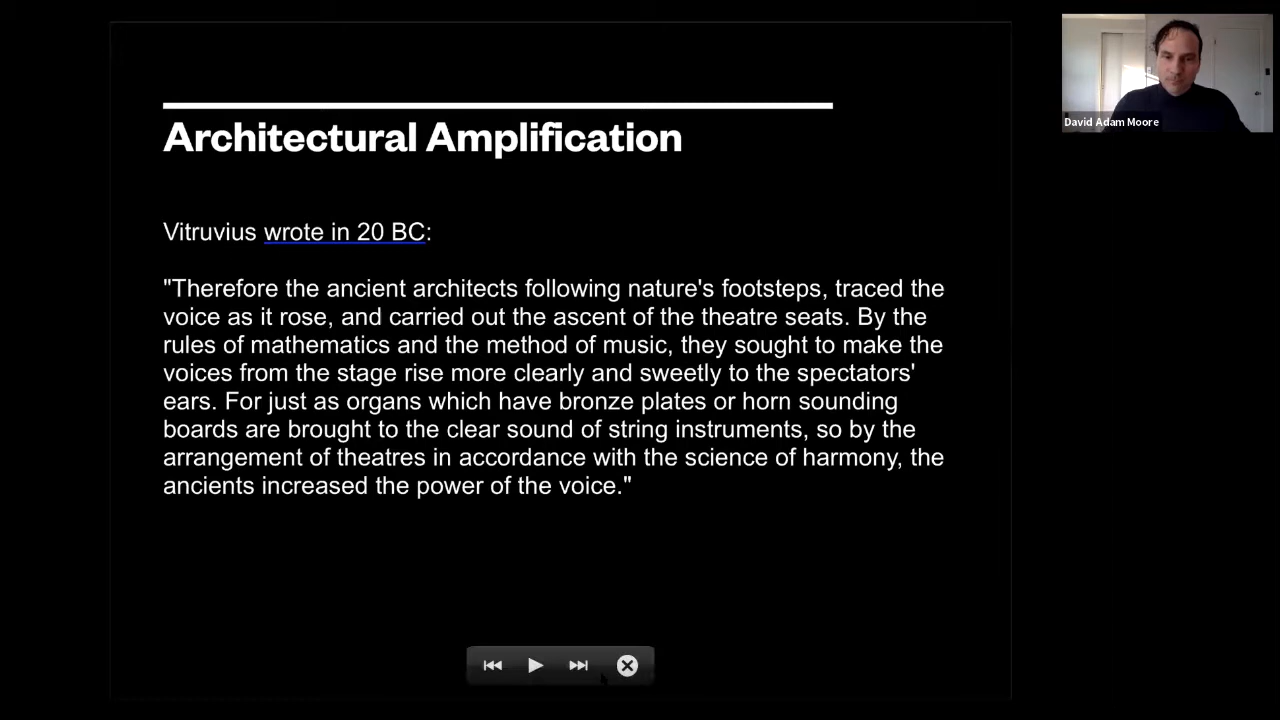 Architectural Amplification
Vitruvius wrote in 20 BC:
"Therefore the ancient architects following nature's footsteps, traced the
voice as it rose, and carried out the ascent of the theatre seats. By the
rules of mathematics and the method of music, they sought to make the
voices from the stage rise more clearly and sweetly to the spectators'
ears. For just as organs which have bronze plates or horn sounding
boards are brought to the clear sound of string instruments, so by the
arrangement of theatres in accordance with the science of harmony, the
ancients increased the power of the voice."
David Adam Moore